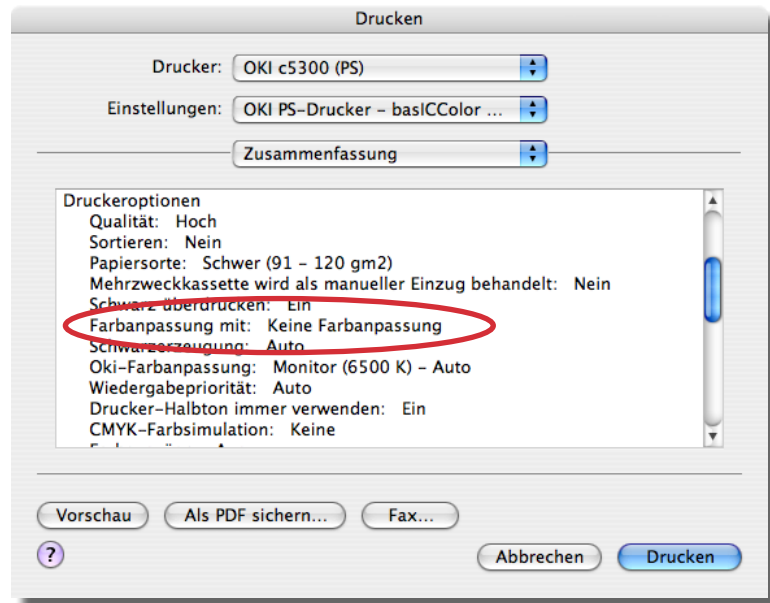 Drucken
Drucker: OKI c5300 (PS)
Einstellungen: OKI PS-Drucker - basICColor ...
Zusammenfassung
Druckeroptionen
Qualität: Hoch
Sortieren: Nein
Papiersorte: Schwer (91 - 120 gm2)
Mehrzweckkassette wird als manueller Einzug behandelt: Nein
Schwarz überdrucken: Ein
Farbanpassung mit: Keine Farbanpassung
Schwarzerzeugung: Auto
Oki-Farbanpassung: Monitor (6500 K) - Auto
Wiedergabepriorität: Auto
Drucker-Halbton immer verwenden: Ein
CMYK-Farbsimulation: Keine
Vorschau Als PDF sichern... Fax...
? Abbrechen Drucken